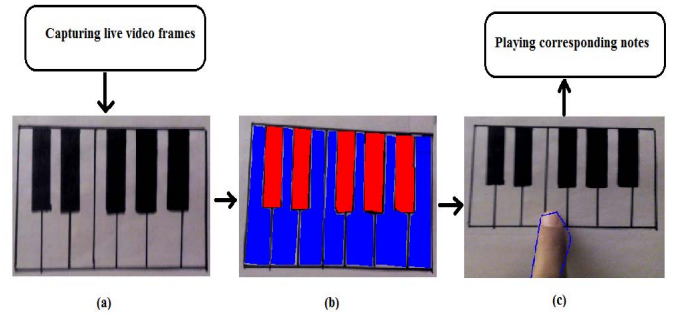 Capturing live video frames
Playing corresponding notes
(a)
(b)
(c)